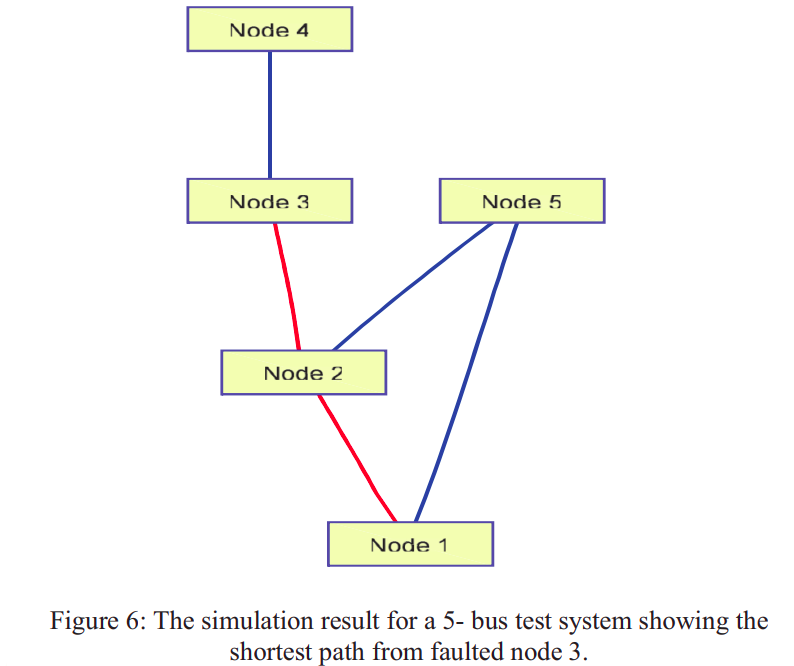 Node 4
Node 3
Node 5
Node 2
Node 1
Figure 6: The simulation result for a 5- bus test system showing the
shortest path from faulted node 3.